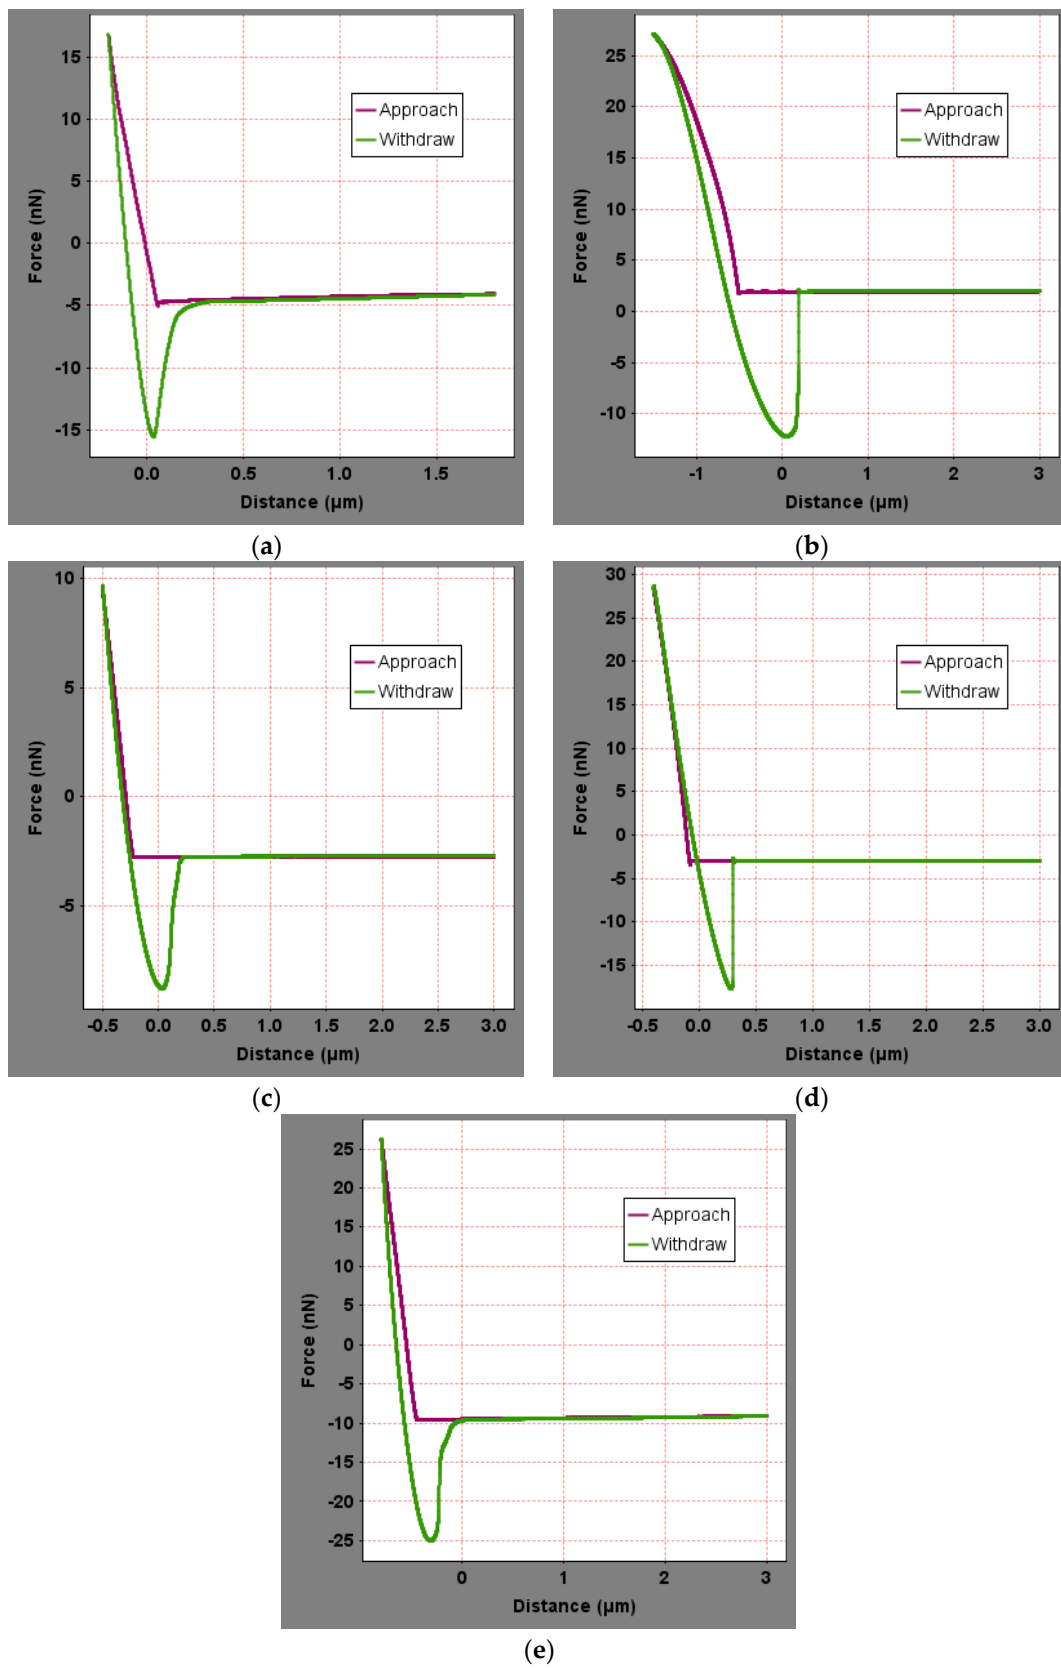 15
10
5
0
-5
-10
-15
Force (nN)
Approach
Withdraw
0.0 0.5 1.0 1.5
Distance (µm)
(a)
25
20
15
10
5
0
-5
-10
Force (nN)
Approach
Withdraw
-1 0 1 2 3
Distance (µm)
(b)
10
5
0
-5
Force (nN)
Approach
Withdraw
-0.5 0.0 0.5 1.0 1.5 2.0 2.5 3.0
Distance (µm)
(c)
30
25
20
15
10
5
0
-5
-10
-15
Force (nN)
Approach
Withdraw
-0.5 0.0 0.5 1.0 1.5 2.0 2.5 3.0
Distance (µm)
(d)
25
20
15
10
5
0
-5
-10
-15
-20
-25
Force (nN)
Approach
Withdraw
0 1 2 3
Distance (µm)
(e)